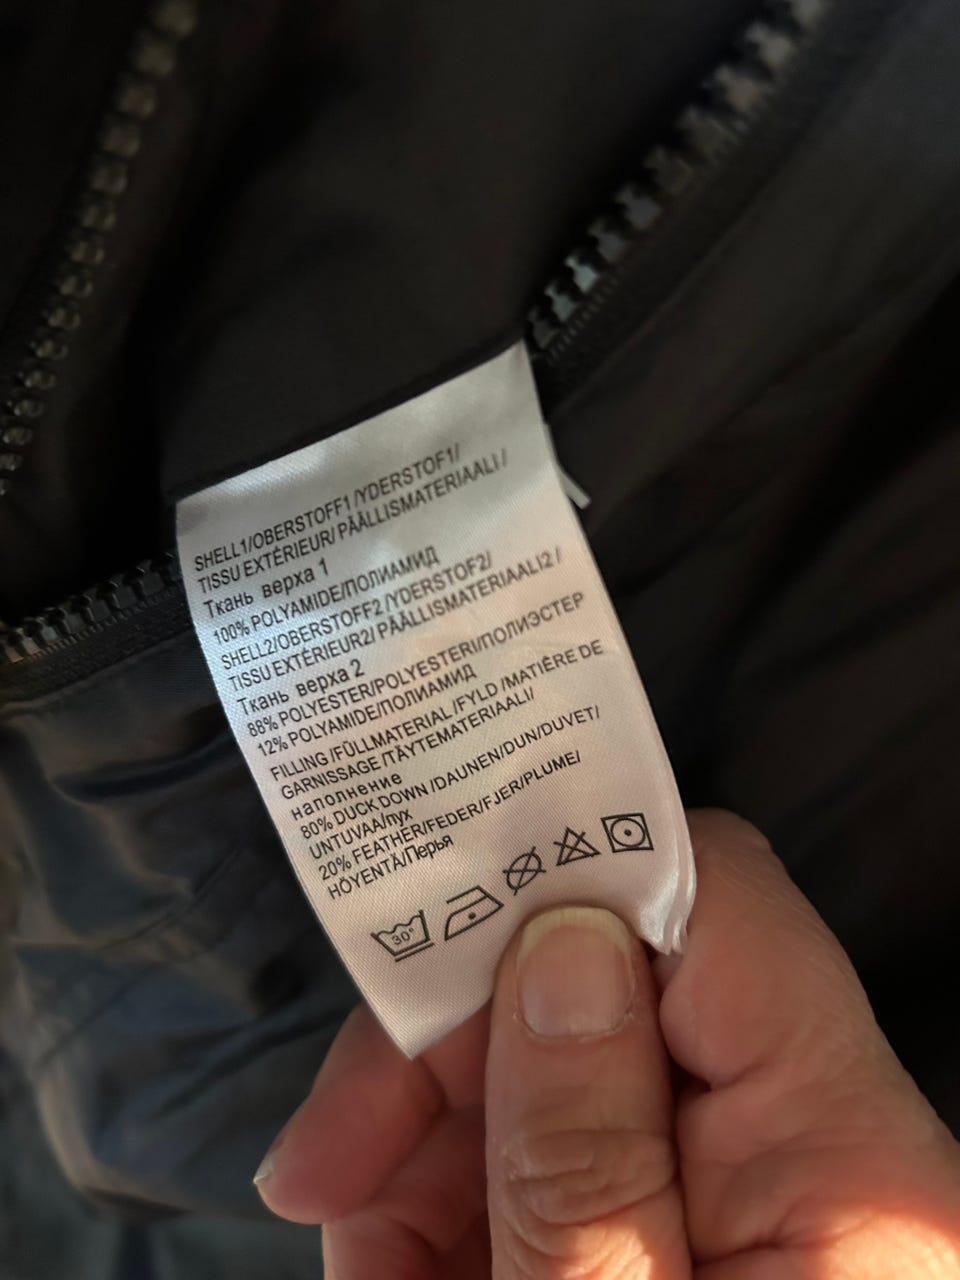 SHELL1/OBERSTOFF1/YDERSTOF1/
TISSU EXTÉRIEUR/ PÄÄLLISMATERIAALI/
Ткань верха 1
100% POLYAMIDE/ПОЛИАМИД
SHELL2/OBERSTOFF2/YDERSTOF2/
TISSU EXTÉRIEUR2/ PÄÄLLISMATERIAALI2/
Ткань верха 2
88% POLYESTER/POLYESTERI/ПОЛИЭСТЕР
12% POLYAMIDE/ПОЛИАМИД
FILLING/FÜLLMATERIAL/FYLD/MATIÈRE DE
GARNISSAGE/TÄYTEMATERIAALI/
наполнение
80% DUCK DOWN/DAUNEN/DUN/DUVET/
UNTUVAA/пух
20% FEATHER/FEDER/FJER/PLUME/
HÖYENTÄ/Перья
30°